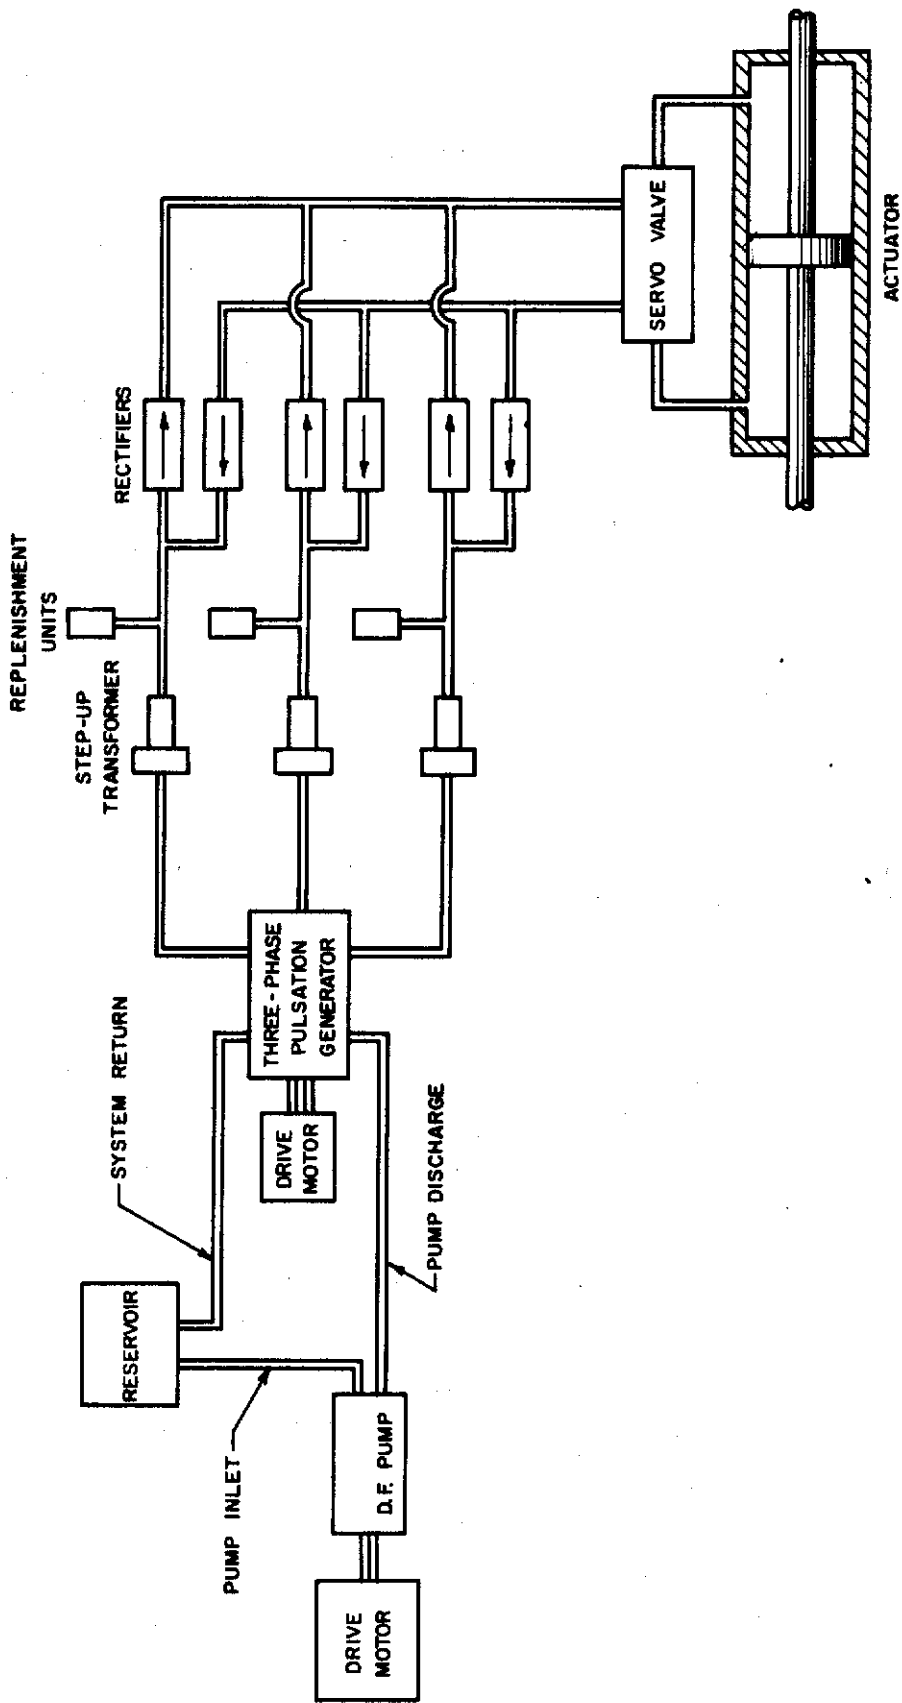 REPLENISHMENT
UNITS
STEP-UP
TRANSFORMER
RECTIFIERS
SYSTEM RETURN
RESERVOIR
THREE-PHASE
PULSATION
GENERATOR
DRIVE
MOTOR
PUMP INLET
PUMP DISCHARGE
D.F. PUMP
DRIVE
MOTOR
SERVO VALVE
ACTUATOR